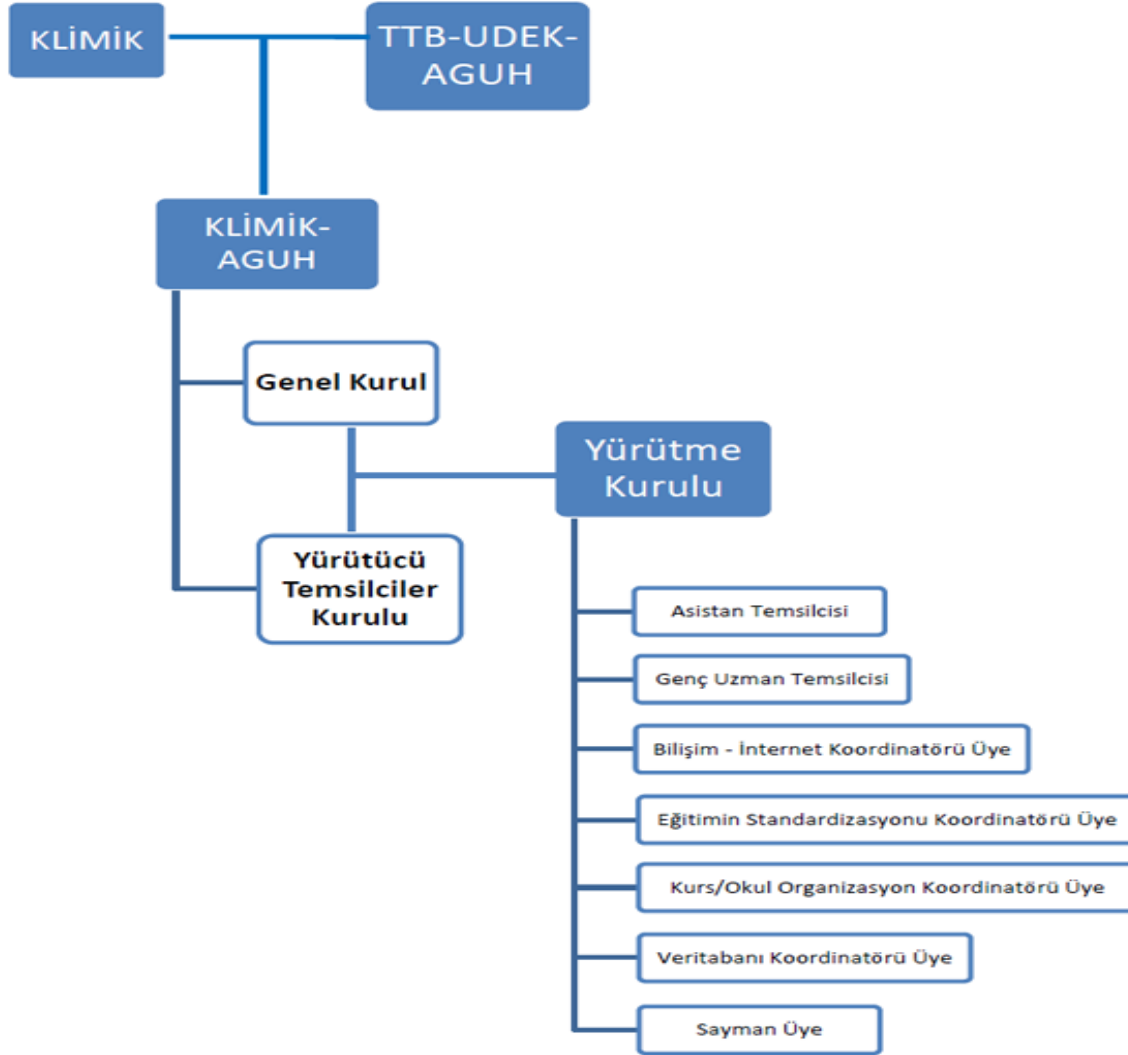 KLİMİK
TTB-UDEK-
AGUH
KLİMİK-
AGUH
Genel Kurul
Yürütme
Kurulu
Yürütücü
Temsilciler
Kurulu
Asistan Temsilcisi
Genç Uzman Temsilcisi
Bilişim - İnternet Koordinatörü Üye
Eğitimin Standardizasyonu Koordinatörü Üye
Kurs/Okul Organizasyon Koordinatörü Üye
Veritabanı Koordinatörü Üye
Sayman Üye